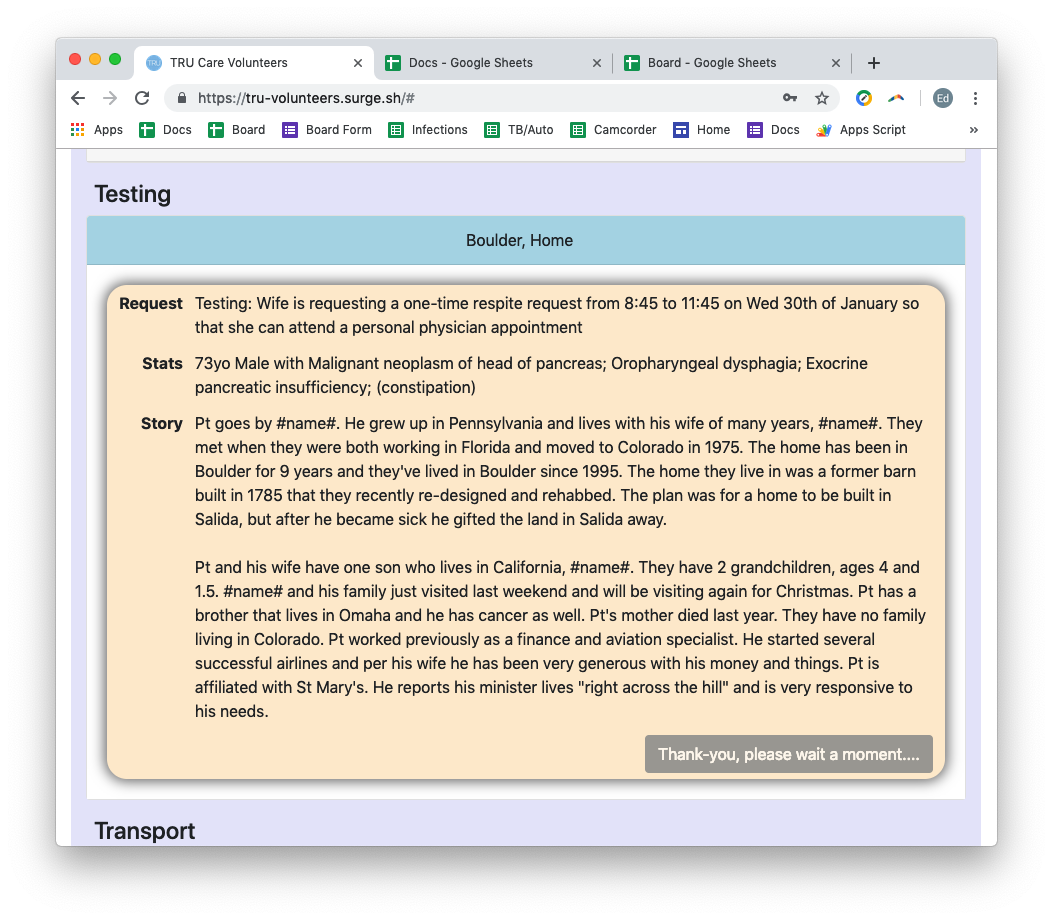 TRU Care Volunteers
Docs - Google Sheets
Board - Google Sheets
https://tru-volunteers.surge.sh/#
Ed
Apps
Docs
Board
Board Form
Infections
TB/Auto
Camcorder
Home
Docs
Apps Script
»
Testing
Boulder, Home
Request Testing: Wife is requesting a one-time respite request from 8:45 to 11:45 on Wed 30th of January so
that she can attend a personal physician appointment
Stats 73yo Male with Malignant neoplasm of head of pancreas; Oropharyngeal dysphagia; Exocrine
pancreatic insufficiency; (constipation)
Story Pt goes by #name#. He grew up in Pennsylvania and lives with his wife of many years, #name#. They
met when they were both working in Florida and moved to Colorado in 1975. The home has been in
Boulder for 9 years and they've lived in Boulder since 1995. The home they live in was a former barn
built in 1785 that they recently re-designed and rehabbed. The plan was for a home to be built in
Salida, but after he became sick he gifted the land in Salida away.
Pt and his wife have one son who lives in California, #name#. They have 2 grandchildren, ages 4 and
1.5. #name# and his family just visited last weekend and will be visiting again for Christmas. Pt has a
brother that lives in Omaha and he has cancer as well. Pt's mother died last year. They have no family
living in Colorado. Pt worked previously as a finance and aviation specialist. He started several
successful airlines and per his wife he has been very generous with his money and things. Pt is
affiliated with St Mary's. He reports his minister lives "right across the hill" and is very responsive to
his needs.
Thank-you, please wait a moment....
Transport